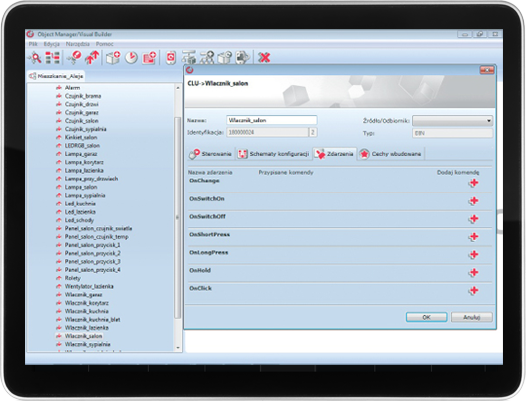 Object Manager/Visual Builder
Plik Edycja Narzędzia Pomoc
Mieszkanie_Aleje
Alarm
Czujnik_brama
Czujnik_drzwi
Czujnik_garaz
Czujnik_salon
Czujnik_sypialnia
Kinkiet_salon
LEDRGB_salon
Lampa_garaz
Lampa_korytarz
Lampa_lazienka
Lampa_przy_drzwiach
Lampa_salon
Lampa_sypialnia
Led_kuchnia
Led_lazienka
Led_schody
Panel_salon_czujnik_swiatla
Panel_salon_czujnik_temp
Panel_salon_przycisk_1
Panel_salon_przycisk_2
Panel_salon_przycisk_3
Panel_salon_przycisk_4
Rolety
Wentylator_lazienka
Wlacznik_garaz
Wlacznik_korytarz
Wlacznik_kuchnia
Wlacznik_kuchnia_blat
Wlacznik_lazienka
Wlacznik_salon
Wlacznik_sypialnia
CLU->Wlacznik_salon
Nazwa: Wlacznik_salon Źródło/Odbiornik:
Identyfikacja: 2 Typ: DIN
Sterowanie Schematy konfiguracji Zdarzenia Cechy wbudowane
Nazwa zdarzenia Przypisane komendy Dodaj komendę
OnChange
OnSwitchOn
OnSwitchOff
OnShortPress
OnLongPress
OnHold
OnClick
OK Anuluj